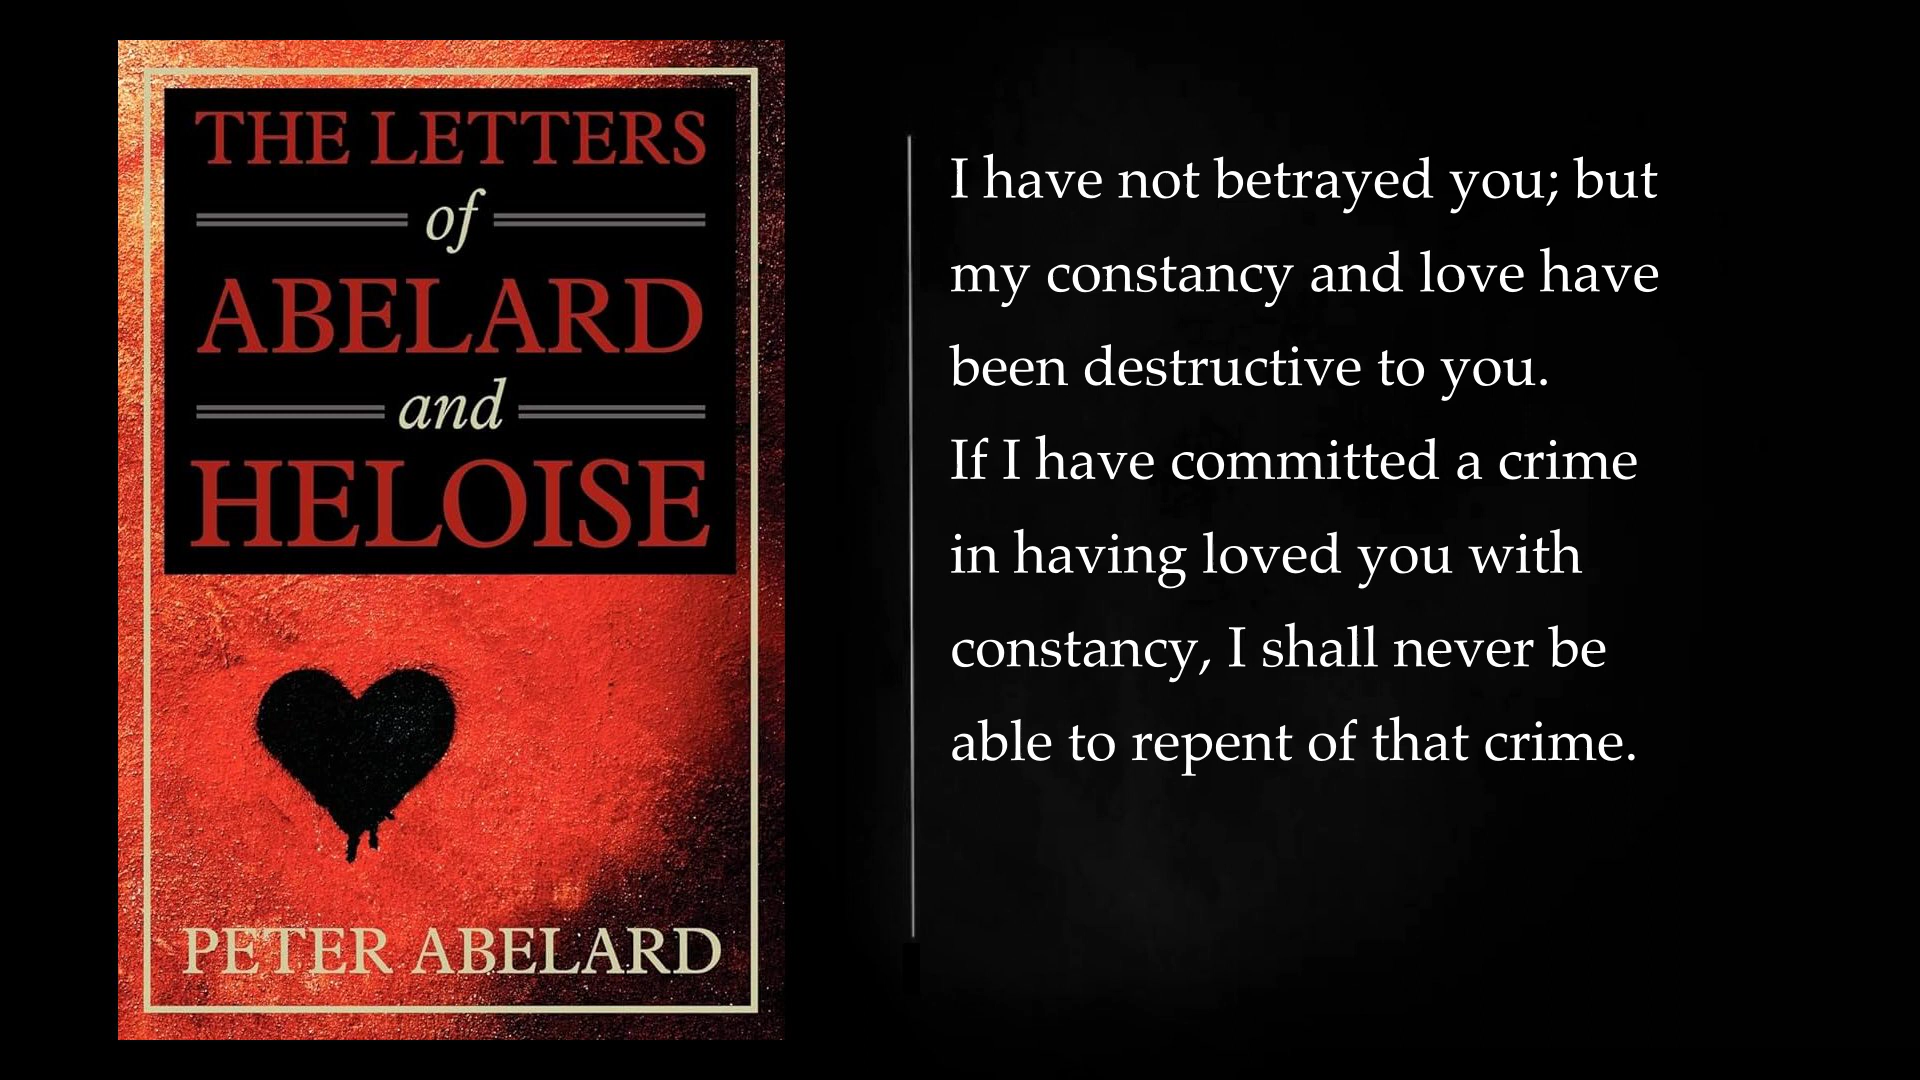 THE LETTERS
of
ABELARD
and
HELOISE
PETER ABELARD
I have not betrayed you; but
my constancy and love have
been destructive to you.
If I have committed a crime
in having loved you with
constancy, I shall never be
able to repent of that crime.